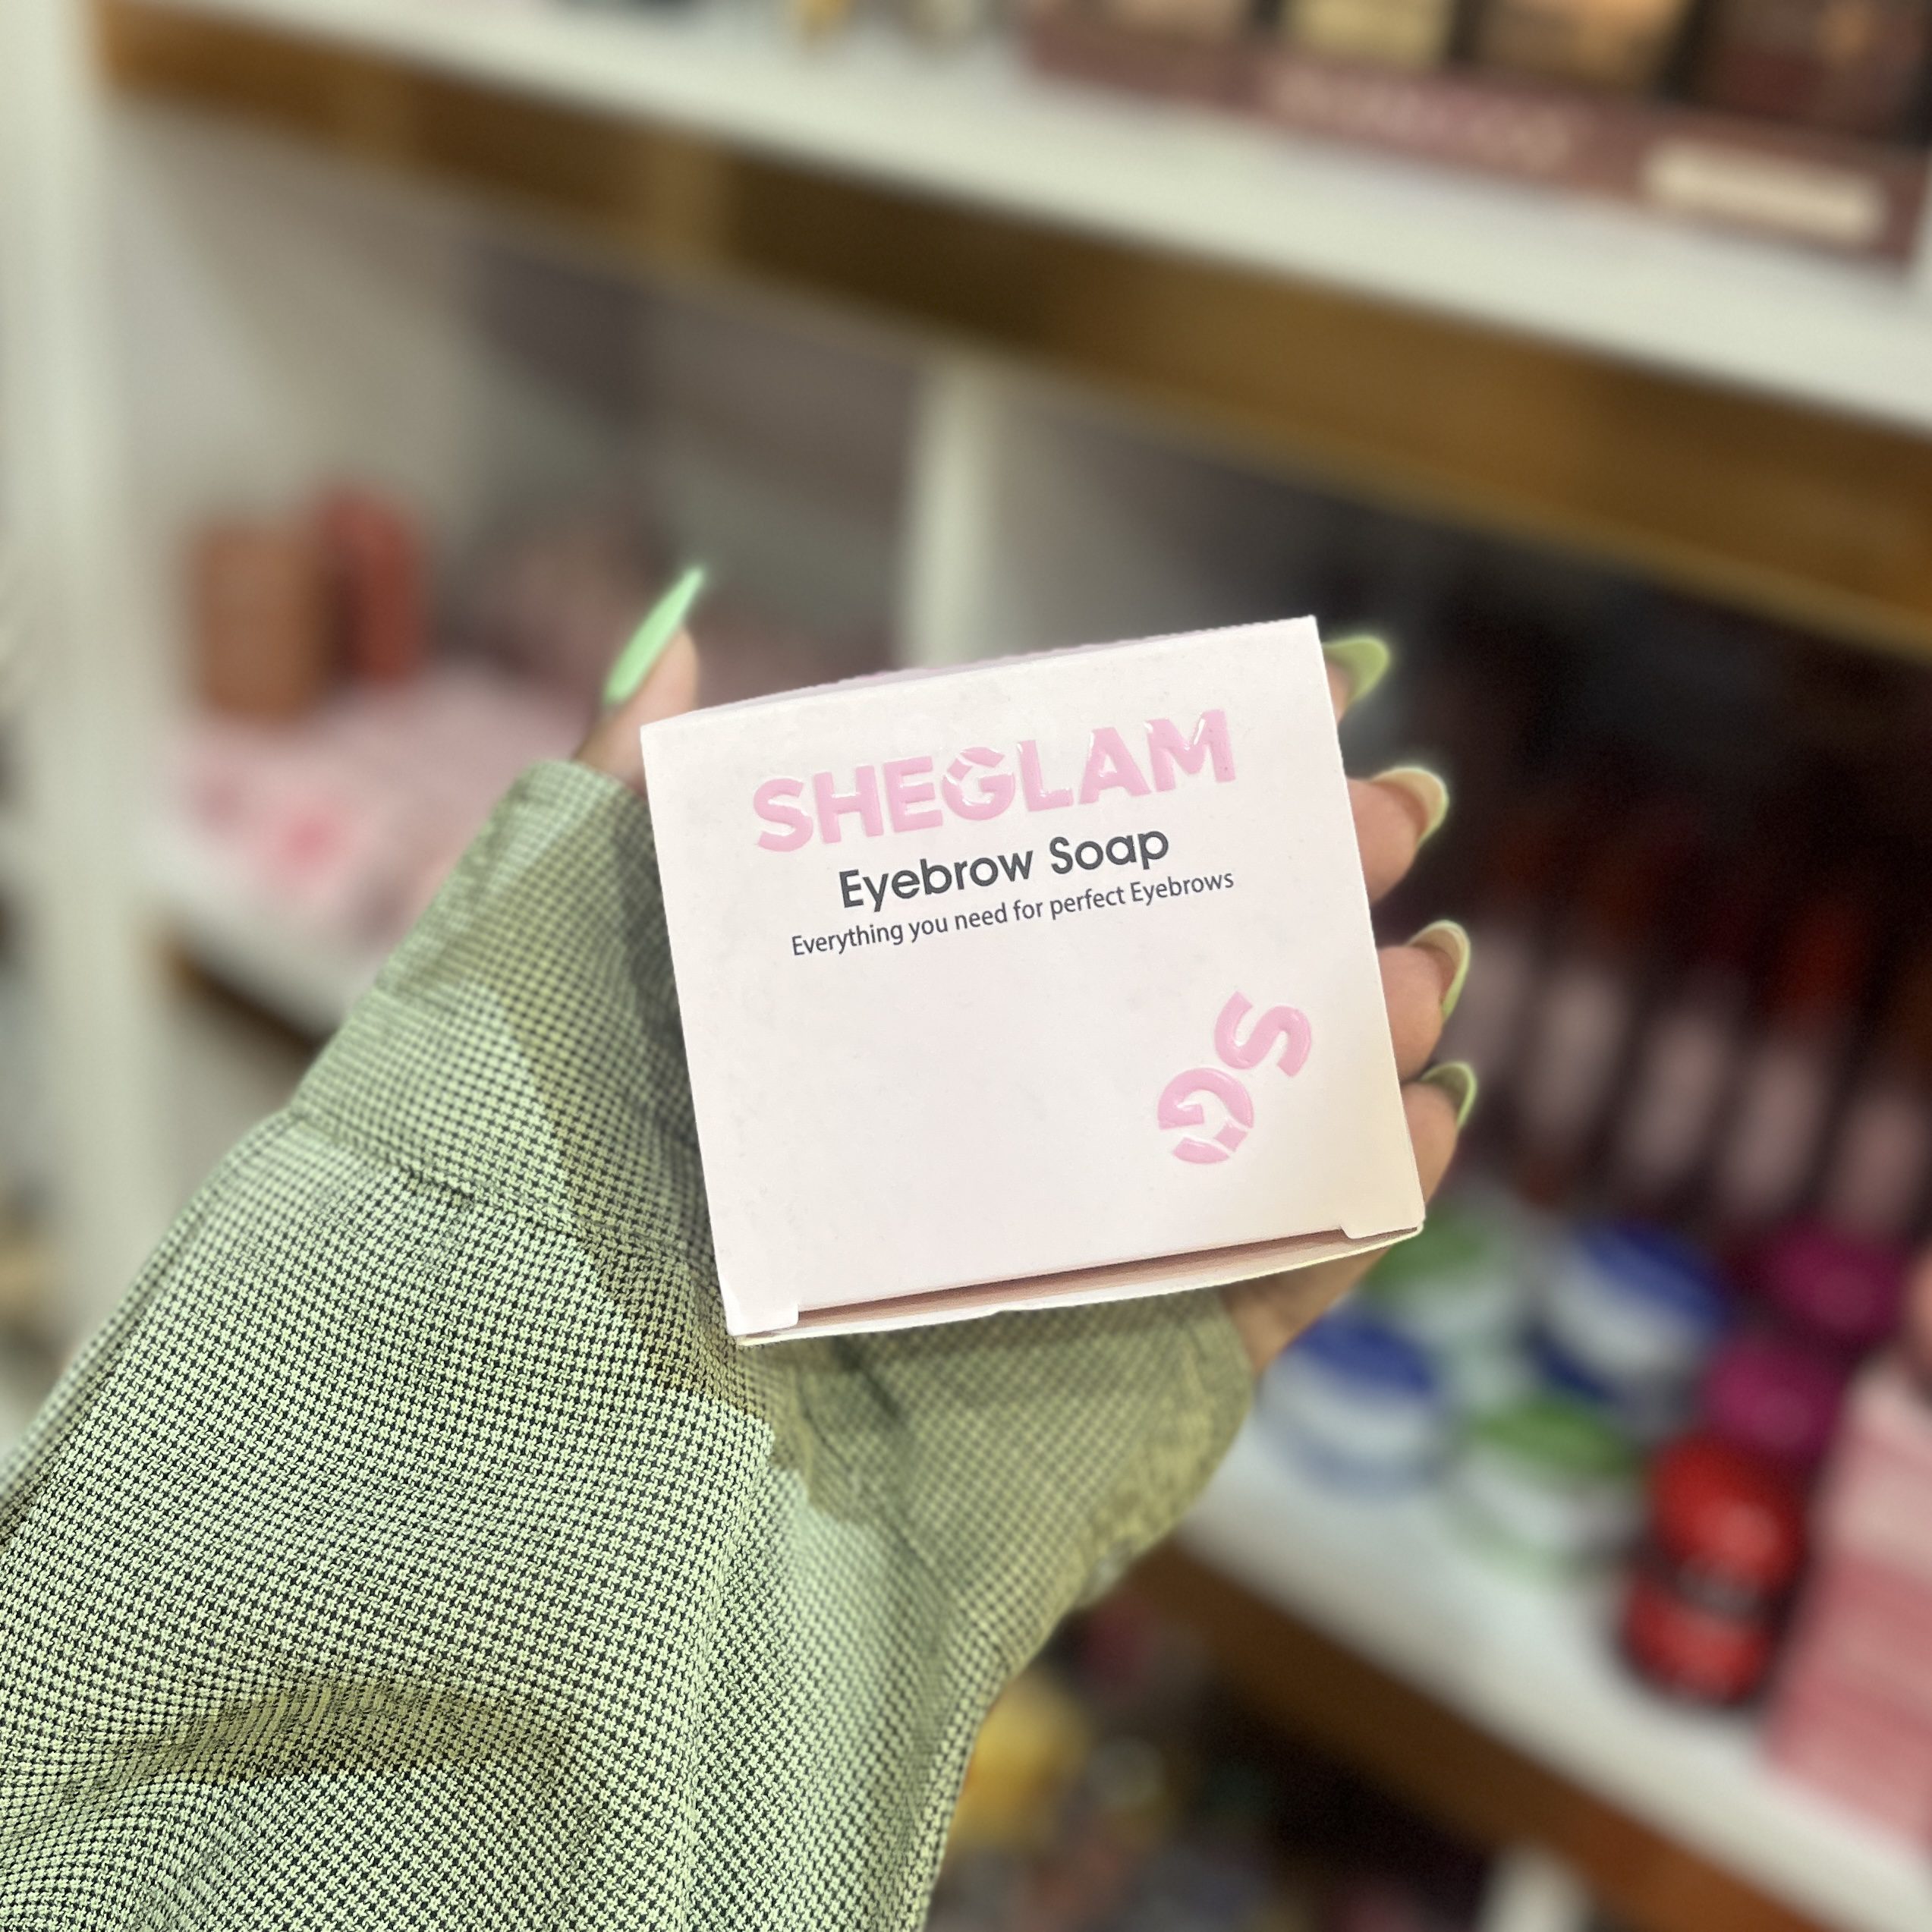 SHEGLAM
Eyebrow Soap
Everything you need for perfect Eyebrows
SG